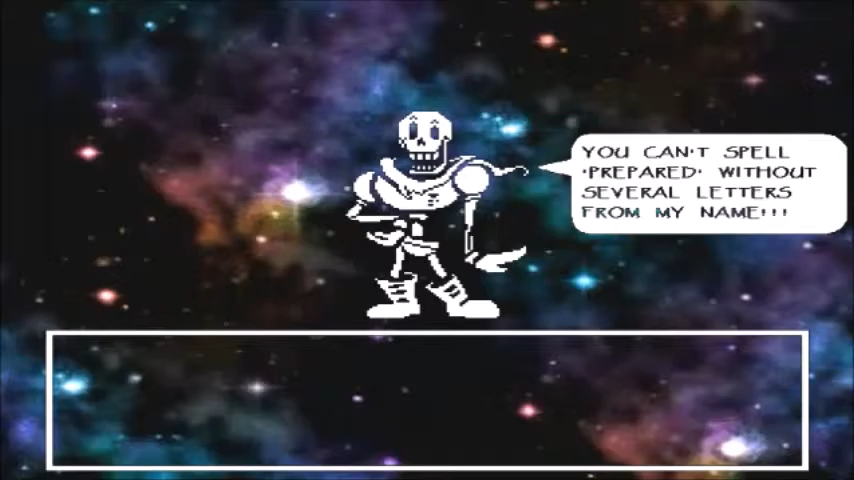 YOU CAN'T SPELL
'PREPARED' WITHOUT
SEVERAL LETTERS
FROM MY NAME!!!